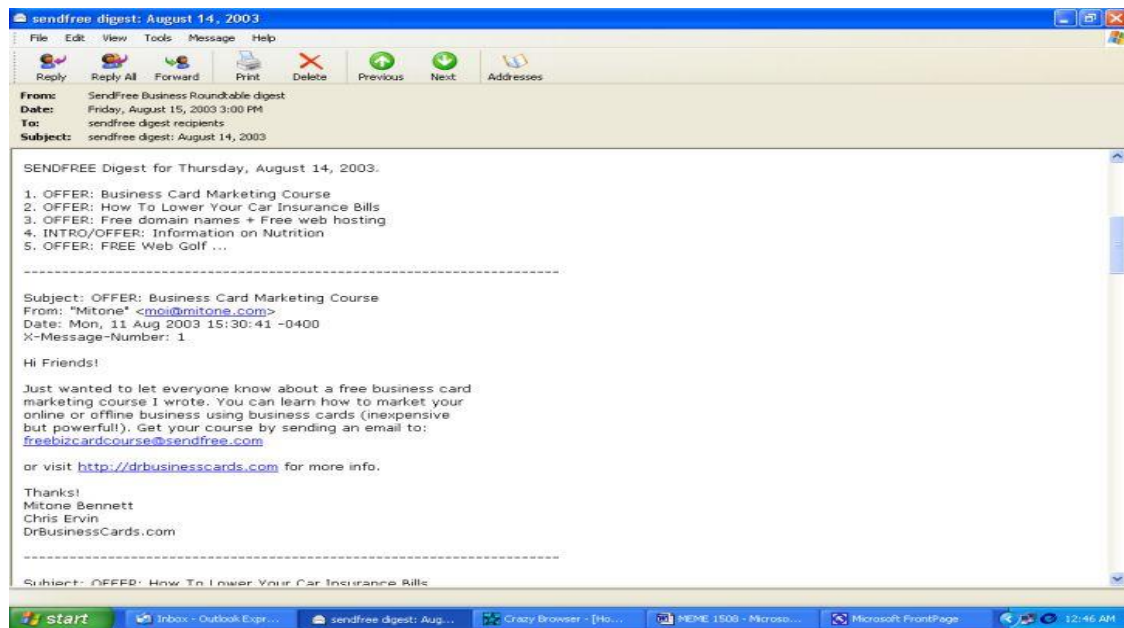 sendfree digest: August 14, 2003
File Edit View Tools Message Help
Reply Reply All Forward Print Delete Previous Next Addresses
From: SendFree Business Roundtable digest
Date: Friday, August 15, 2003 3:00 PM
To: sendfree digest recipients
Subject: sendfree digest: August 14, 2003
SENDFREE Digest for Thursday, August 14, 2003.
1. OFFER: Business Card Marketing Course
2. OFFER: How To Lower Your Car Insurance Bills
3. OFFER: Free domain names + Free web hosting
4. INTRO/OFFER: Information on Nutrition
5. OFFER: FREE Web Golf ...
----------------------------------------------------------------------
Subject: OFFER: Business Card Marketing Course
From: "Mitone" <moi@mitone.com>
Date: Mon, 11 Aug 2003 15:30:41 -0400
X-Message-Number: 1
Hi Friends!
Just wanted to let everyone know about a free business card
marketing course I wrote. You can learn how to market your
online or offline business using business cards (inexpensive
but powerful!). Get your course by sending an email to:
freebizcardcourse@sendfree.com
or visit http://drbusinesscards.com for more info.
Thanks!
Mitone Bennett
Chris Ervin
DrBusinessCards.com
----------------------------------------------------------------------
Subject: OFFER: How To Lower Your Car Insurance Bills
start Inbox - Outlook Expr... sendfree digest: Aug... Crazy Browser - [Ho... MEME 1508 - Microso... Microsoft FrontPage 12:46 AM